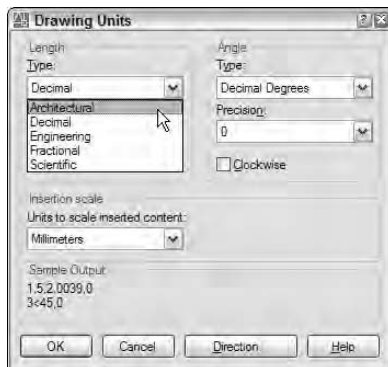 Drawing Units
Length
Type:
Decimal
Architectural
Decimal
Engineering
Fractional
Scientific
Angle
Type:
Decimal Degrees
Precision:
0
Clockwise
Insertion scale
Units to scale inserted content:
Millimeters
Sample Output
1.5,2.0039,0
3<45,0
OK
Cancel
Direction
Help